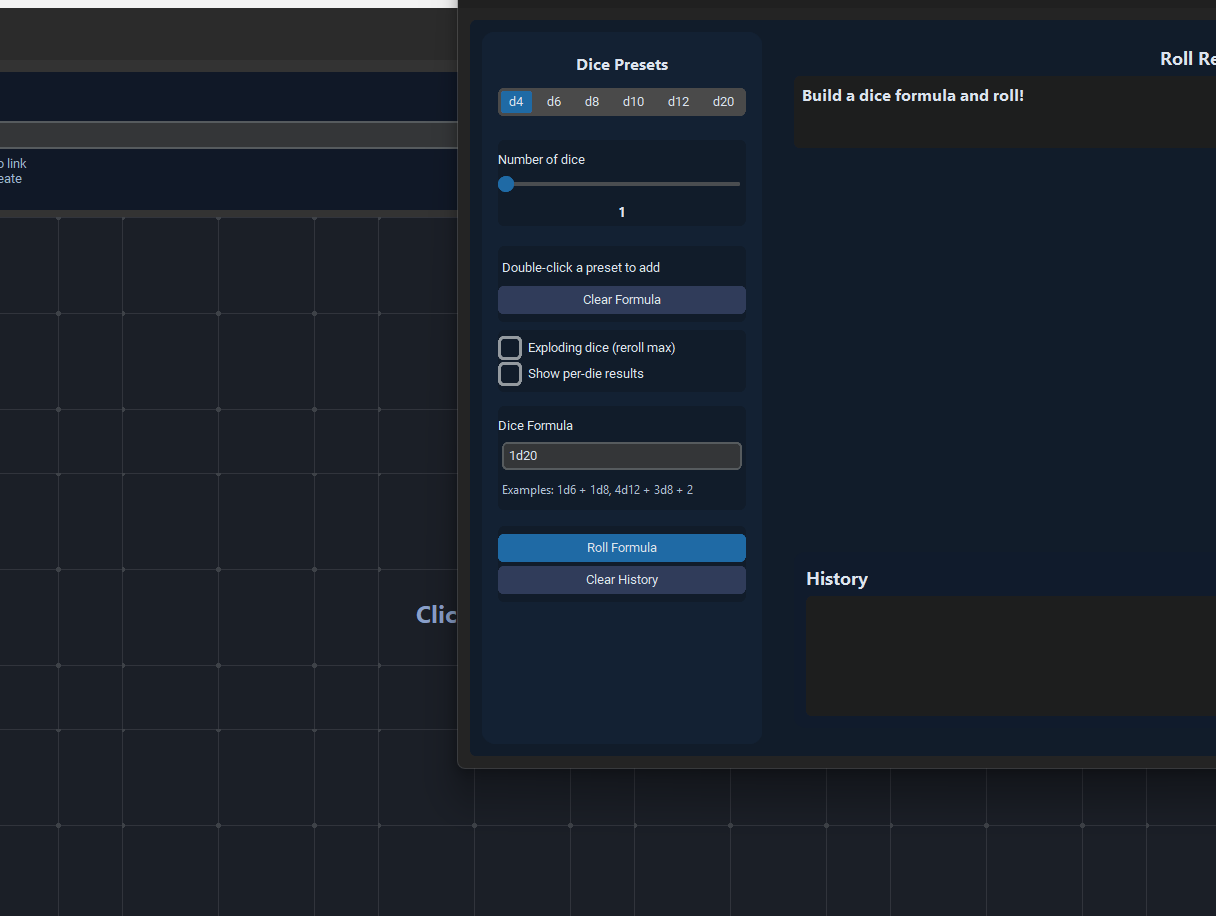 link
Clic
Dice Presets
d4 d6 d8 d10 d12 d20
Number of dice
1
Double-click a preset to add
Clear Formula
Exploding dice (reroll max)
Show per-die results
Dice Formula
1d20
Examples: 1d6 + 1d8, 4d12 + 3d8 + 2
Roll Formula
Clear History
Roll Re
Build a dice formula and roll!
History